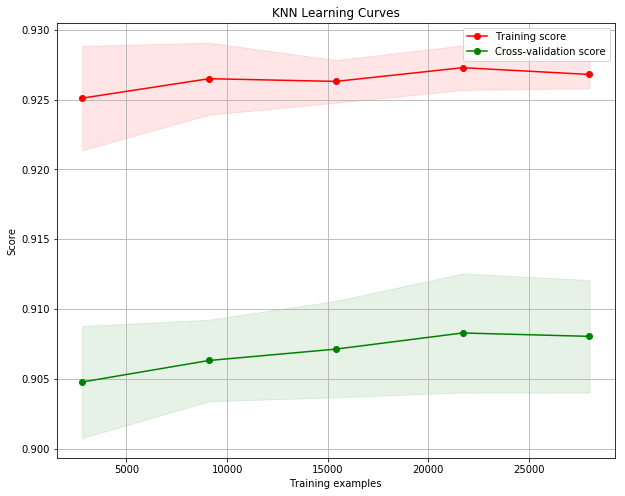 KNN Learning Curves
Training score
Cross-validation score
Score
0.930
0.925
0.920
0.915
0.910
0.905
0.900
5000 10000 15000 20000 25000
Training examples